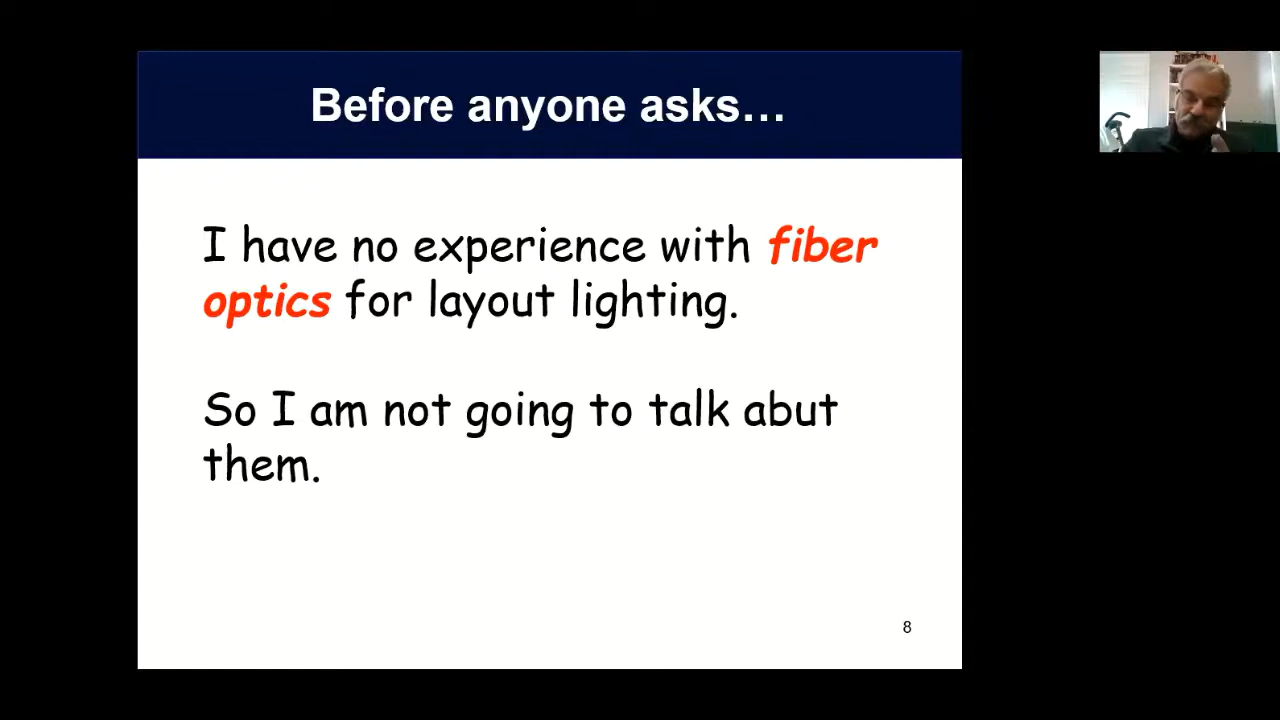 Before anyone asks…
I have no experience with fiber
optics for layout lighting.
So I am not going to talk abut
them.
8